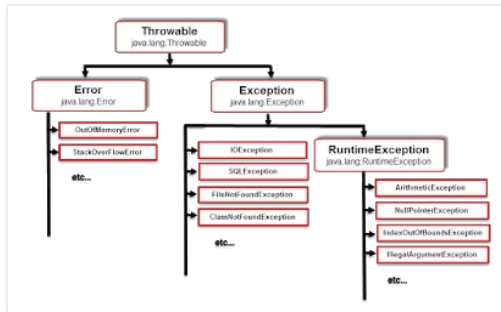 Throwable
java.lang.Throwable
Error
java.lang.Error
OutOfMemoryError
StackOverFlowError
etc...
Exception
java.lang.Exception
IOException
SQLException
FileNotFoundException
ClassNotFoundException
etc...
RuntimeException
java.lang.RuntimeException
ArithmeticException
NullPointerException
IndexOutOfBoundsException
IllegalArgumentException
etc...